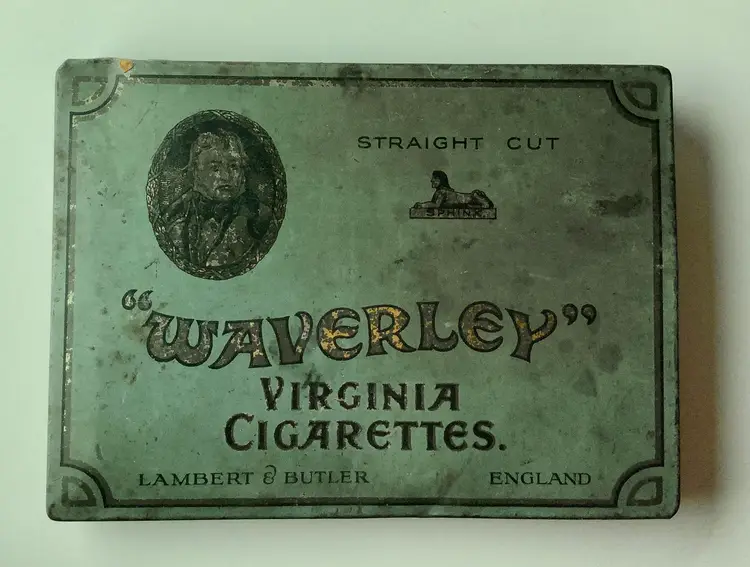 STRAIGHT CUT
SPHINX
“WAVERLEY”
VIRGINIA
CIGARETTES.
LAMBERT & BUTLER ENGLAND